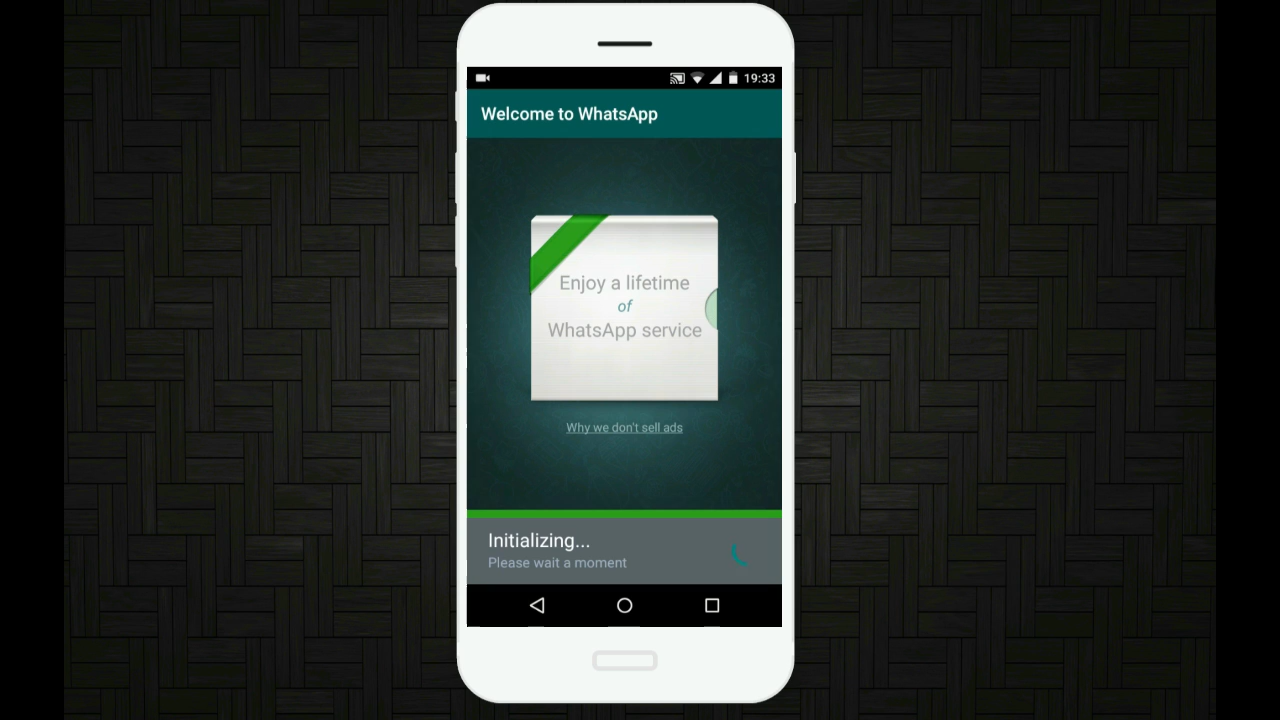 19:33
Welcome to WhatsApp
Enjoy a lifetime
of
WhatsApp service
Why we don't sell ads
Initializing...
Please wait a moment